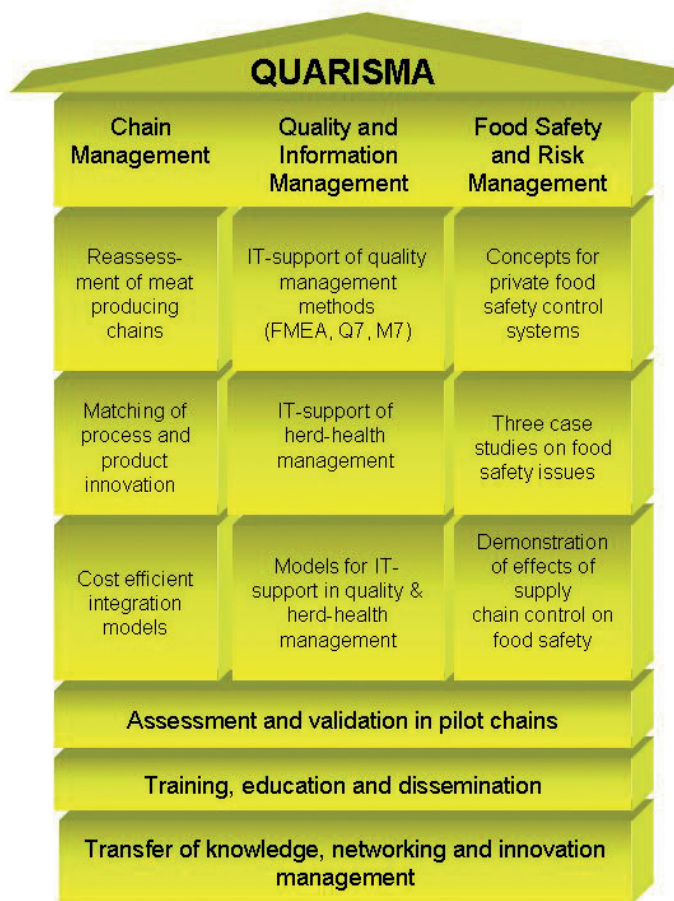 QUARISMA
Chain
Management
Quality and
Information
Management
Food Safety
and Risk
Management
Reassess-
ment of meat
producing
chains
IT-support of quality
management
methods
(FMEA, Q7, M7)
Concepts for
private food
safety control
systems
Matching of
process and
product
innovation
IT-support of
herd-health
management
Three case
studies on food
safety issues
Cost efficient
integration
models
Models for IT-
support in quality &
herd-health
management
Demonstration
of effects of
supply
chain control on
food safety
Assessment and validation in pilot chains
Training, education and dissemination
Transfer of knowledge, networking and innovation
management